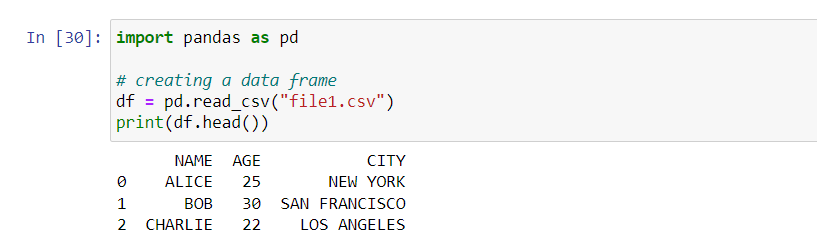 In [30]: import pandas as pd
# creating a data frame
df = pd.read_csv("file1.csv")
print(df.head())
NAME AGE CITY
0 ALICE 25 NEW YORK
1 BOB 30 SAN FRANCISCO
2 CHARLIE 22 LOS ANGELES